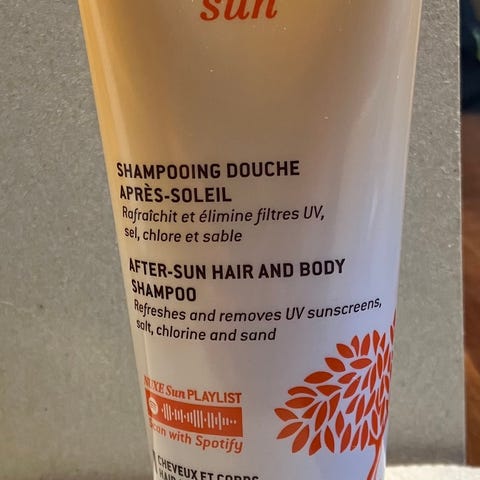 sun
SHAMPOOING DOUCHE
APRÈS-SOLEIL
Rafraîchit et élimine filtres UV,
sel, chlore et sable
AFTER-SUN HAIR AND BODY
SHAMPOO
Refreshes and removes UV sunscreens,
salt, chlorine and sand
NUXE Sun PLAYLIST
Scan with Spotify
CHEVEUX ET CORPS
HAIR